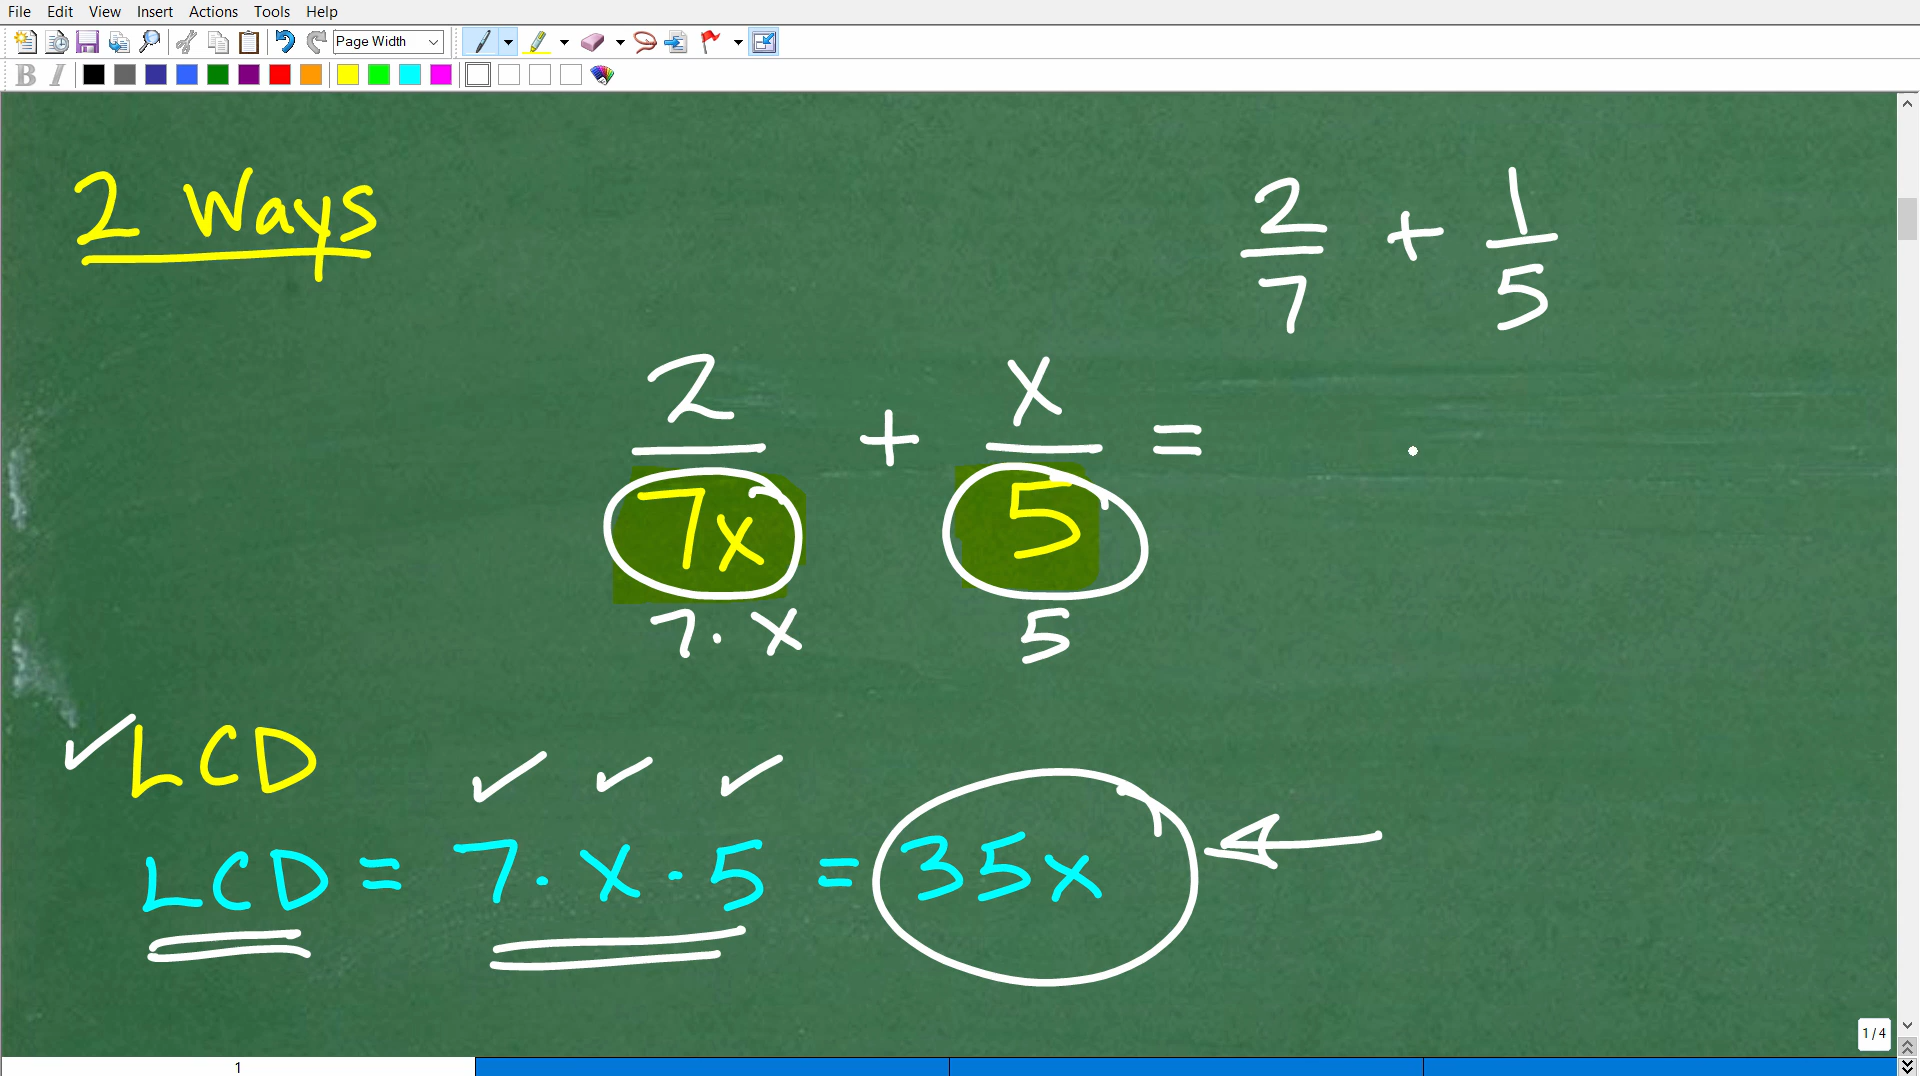 File Edit View Insert Actions Tools Help
Page Width
B I
2 Ways
2/7 + 1/5
2/7x + x/5 =
7 · x 5
✓ LCD ✓ ✓ ✓
LCD = 7 · x · 5 = 35x
1 / 4
1